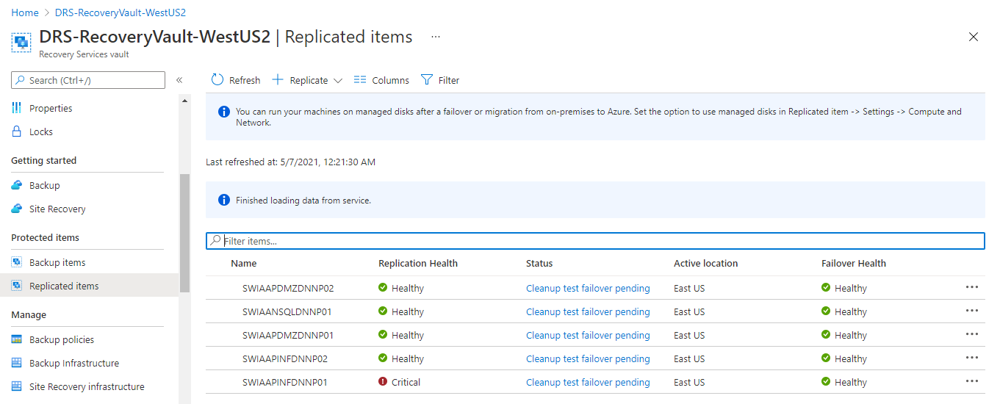 Home > DRS-RecoveryVault-WestUS2
DRS-RecoveryVault-WestUS2 | Replicated items ...
Recovery Services vault
Search (Ctrl+/)
«
Refresh
Replicate
Columns
Filter
Properties
Locks
Getting started
Backup
Site Recovery
Protected items
Backup items
Replicated items
Manage
Backup policies
Backup Infrastructure
Site Recovery infrastructure
You can run your machines on managed disks after a failover or migration from on-premises to Azure. Set the option to use managed disks in Replicated item -> Settings -> Compute and
Network.
Last refreshed at: 5/7/2021, 12:21:30 AM
Finished loading data from service.
Filter items...
Name Replication Health Status Active location Failover Health
SWIAAPDMZDNNP02 Healthy Cleanup test failover pending East US Healthy ...
SWIAANSQLDNNP01 Healthy Cleanup test failover pending East US Healthy ...
SWIAAPDMZDNNP01 Healthy Cleanup test failover pending East US Healthy ...
SWIAAPINFDNNP02 Healthy Cleanup test failover pending East US Healthy ...
SWIAAPINFDNNP01 Critical Cleanup test failover pending East US Healthy ...